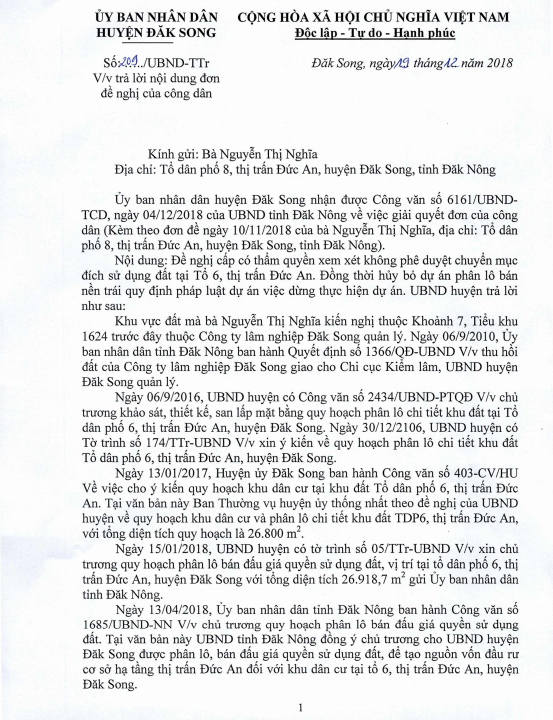 ỦY BAN NHÂN DÂN
HUYỆN ĐĂK SONG
CỘNG HÒA XÃ HỘI CHỦ NGHĨA VIỆT NAM
Độc lập - Tự do - Hạnh phúc
Số:209./UBND-TTr
V/v trả lời nội dung đơn
đề nghị của công dân
Đăk Song, ngày19 tháng12 năm 2018
Kính gửi: Bà Nguyễn Thị Nghĩa
Địa chỉ: Tổ dân phố 8, thị trấn Đức An, huyện Đăk Song, tỉnh Đăk Nông
Ủy ban nhân dân huyện Đăk Song nhận được Công văn số 6161/UBND-
TCD, ngày 04/12/2018 của UBND tỉnh Đăk Nông về việc giải quyết đơn của công
dân (Kèm theo đơn đề ngày 10/11/2018 của bà Nguyễn Thị Nghĩa, địa chỉ: Tổ dân
phố 8, thị trấn Đức An, huyện Đăk Song, tỉnh Đăk Nông).
Nội dung: Đề nghị cấp có thẩm quyền xem xét không phê duyệt chuyển mục
đích sử dụng đất tại Tổ 6, thị trấn Đức An. Đồng thời hủy bỏ dự án phân lô bán
nền trái quy định pháp luật dự án việc dừng thực hiện dự án. UBND huyện trả lời
như sau:
Khu vực đất mà bà Nguyễn Thị Nghĩa kiến nghị thuộc Khoảnh 7, Tiểu khu
1624 trước đây thuộc Công ty lâm nghiệp Đăk Song quản lý. Ngày 06/9/2010, Ủy
ban nhân dân tỉnh Đăk Nông ban hành Quyết định số 1366/QĐ-UBND V/v thu hồi
đất của Công ty lâm nghiệp Đăk Song giao cho Chi cục Kiểm lâm, UBND huyện
Đăk Song quản lý.
Ngày 06/9/2016, UBND huyện có Công văn số 2434/UBND-PTQĐ V/v chủ
trương khảo sát, thiết kế, san lấp mặt bằng quy hoạch phân lô chi tiết khu đất tại Tổ
dân phố 6, thị trấn Đức An, huyện Đăk Song. Ngày 30/12/2106, UBND huyện có
Tờ trình số 174/TTr-UBND V/v xin ý kiến về quy hoạch phân lô chi tiết khu đất
Tổ dân phố 6, thị trấn Đức An, huyện Đăk Song.
Ngày 13/01/2017, Huyện ủy Đăk Song ban hành Công văn số 403-CV/HU
Về việc cho ý kiến quy hoạch khu dân cư tại khu đất Tổ dân phố 6, thị trấn Đức
An. Tại văn bản này Ban Thường vụ huyện ủy thống nhất theo đề nghị của UBND
huyện về quy hoạch khu dân cư và phân lô chi tiết khu đất TDP6, thị trấn Đức An,
với tổng diện tích quy hoạch là 26.800 m².
Ngày 15/01/2018, UBND huyện có tờ trình số 05/TTr-UBND V/v xin chủ
trương quy hoạch phân lô bán đấu giá quyền sử dụng đất, vị trí tại tổ dân phố 6, thị
trấn Đức An, huyện Đăk Song với tổng diện tích 26.918,7 m² gửi Ủy ban nhân dân
tỉnh Đăk Nông.
Ngày 13/04/2018, Ủy ban nhân dân tỉnh Đăk Nông ban hành Công văn số
1685/UBND-NN V/v chủ trương quy hoạch phân lô bán đấu giá quyền sử dụng
đất. Tại văn bản này UBND tỉnh Đăk Nông đồng ý chủ trương cho UBND huyện
Đăk Song được phân lô, bán đấu giá quyền sử dụng đất, để tạo nguồn vốn đầu rư
cơ sở hạ tầng thị trấn Đức An đối với khu dân cư tại tổ 6, thị trấn Đức An, huyện
Đăk Song.
1